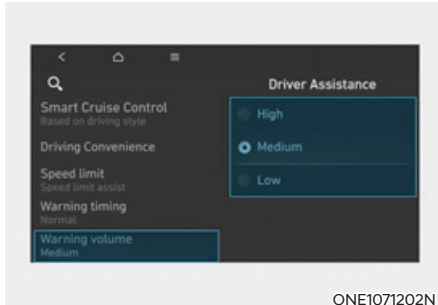 Driver Assistance
Smart Cruise Control
Based on driving style
Driving Convenience
Speed limit
Speed limit assist
Warning timing
Normal
Warning volume
Medium
High
Medium
Low
ONE1071202N